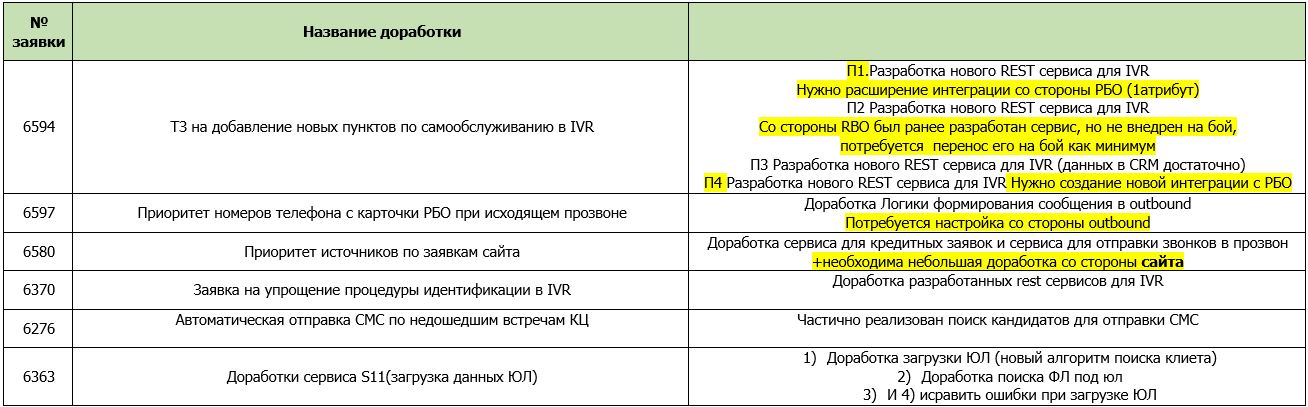 №
заявки
Название доработки
6594
ТЗ на добавление новых пунктов по самообслуживанию в IVR
П1.Разработка нового REST сервиса для IVR
Нужно расширение интеграции со стороны РБО (1атрибут)
П2 Разработка нового REST сервиса для IVR
Со стороны RBO был ранее разработан сервис, но не внедрен на бой,
потребуется перенос его на бой как минимум
П3 Разработка нового REST сервиса для IVR (данных в CRM достаточно)
П4 Разработка нового REST сервиса для IVR Нужно создание новой интеграции с РБО
6597
Приоритет номеров телефона с карточки РБО при исходящем прозвоне
Доработка Логики формирования сообщения в outbound
Потребуется настройка со стороны outbound
6580
Приоритет источников по заявкам сайта
Доработка сервиса для кредитных заявок и сервиса для отправки звонков в прозвон
+необходима небольшая доработка со стороны сайта
6370
Заявка на упрощение процедуры идентификации в IVR
Доработка разработанных rest сервисов для IVR
6276
Автоматическая отправка СМС по недошедшим встречам КЦ
Частично реализован поиск кандидатов для отправки СМС
6363
Доработки сервиса S11(загрузка данных ЮЛ)
1) Доработка загрузки ЮЛ (новый алгоритм поиска клиета)
2) Доработка поиска ФЛ под юл
3) И 4) исравить ошибки при загрузке ЮЛ